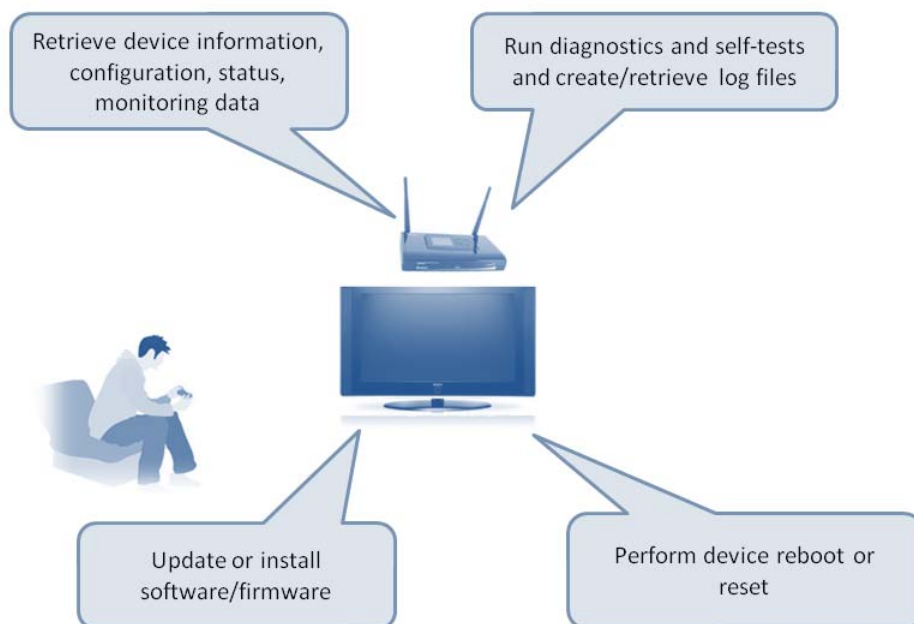 Retrieve device information,
configuration, status,
monitoring data
Run diagnostics and self-tests
and create/retrieve log files
Update or install
software/firmware
Perform device reboot or
reset